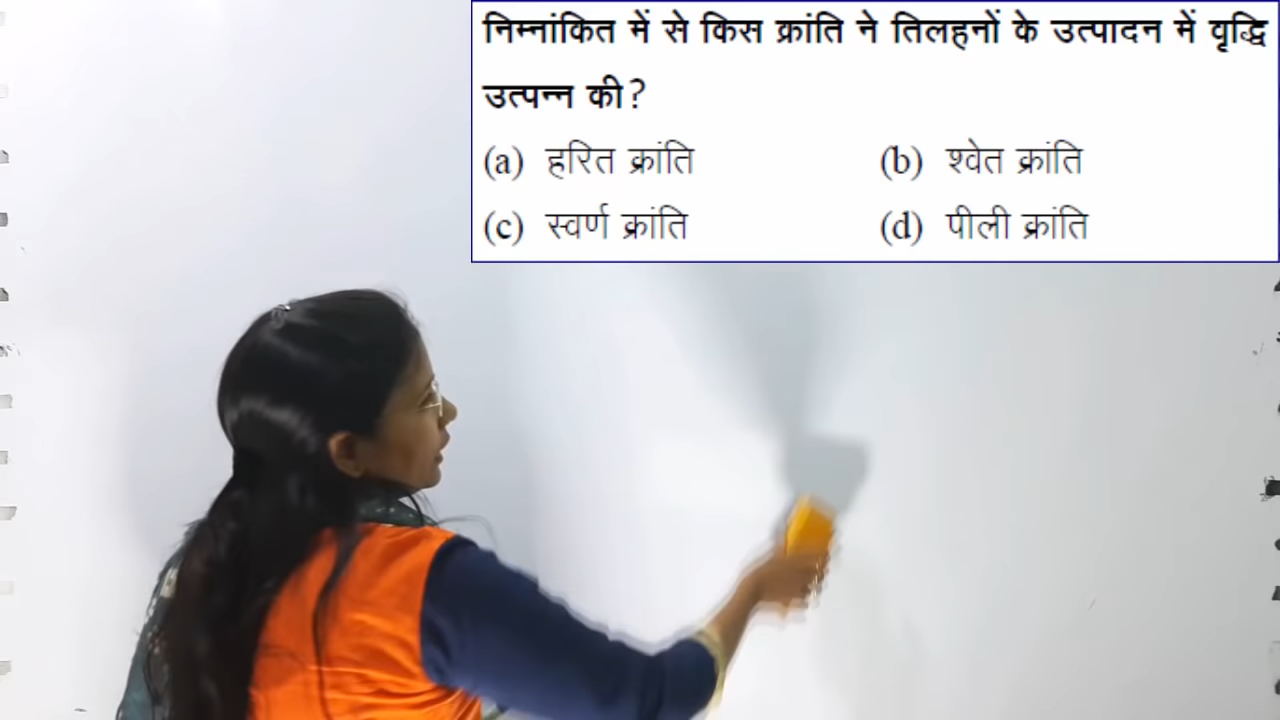 निम्नांकित में से किस क्रांति ने तिलहनों के उत्पादन में वृद्धि
उत्पन्न की?
(a) हरित क्रांति (b) श्वेत क्रांति
(c) स्वर्ण क्रांति (d) पीली क्रांति